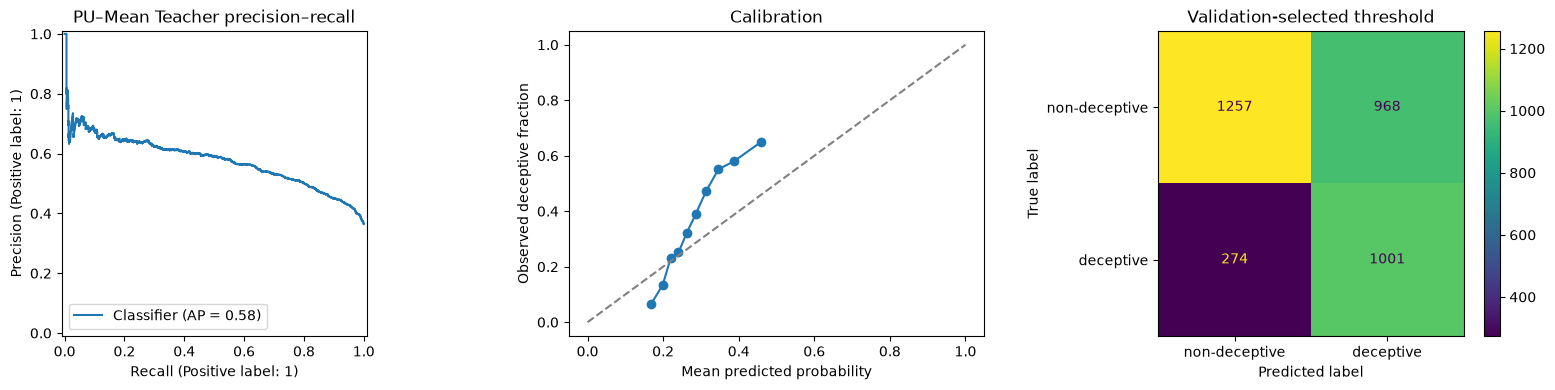 PU–Mean Teacher precision–recall
1.0
0.8
0.6
0.4
0.2
0.0
Precision (Positive label: 1)
Classifier (AP = 0.58)
0.0 0.2 0.4 0.6 0.8 1.0
Recall (Positive label: 1)
Calibration
1.0
0.8
0.6
0.4
0.2
0.0
Observed deceptive fraction
0.0 0.2 0.4 0.6 0.8 1.0
Mean predicted probability
Validation-selected threshold
True label
non-deceptive 1257 968
deceptive 274 1001
non-deceptive deceptive
Predicted label
1200
1000
800
600
400